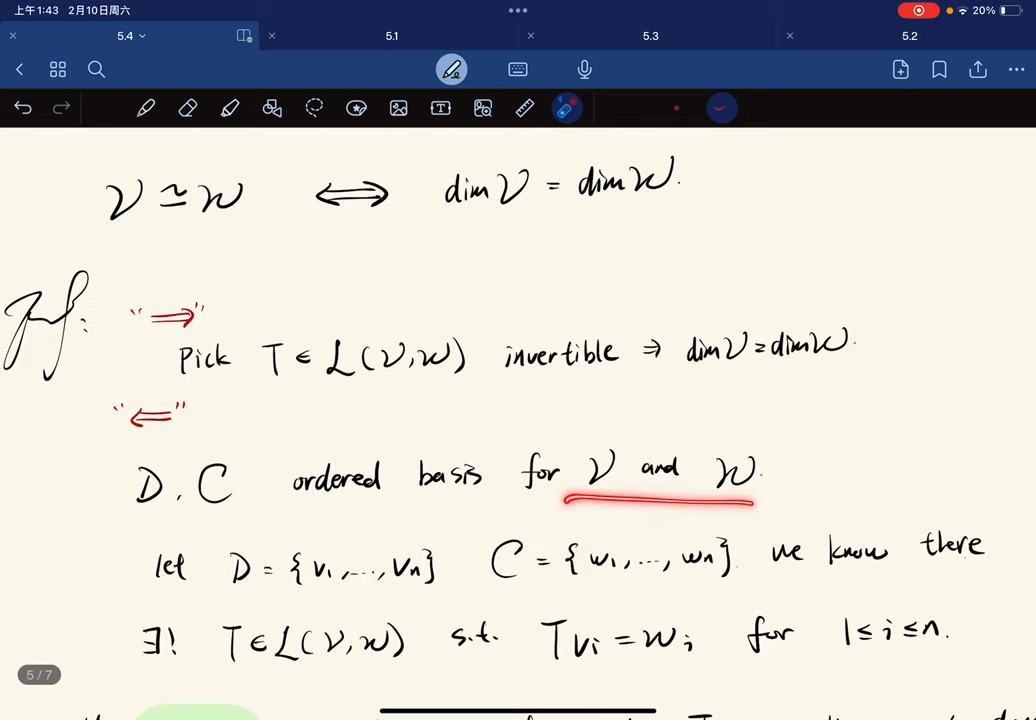 上午1:43 2月10日周六
20%
5.4 5.1 5.3 5.2
V ≃ W ⟺ dim V = dim W.
Proof:
"⟹"
Pick T ∈ L(V,W) invertible ⇒ dim V = dim W.
"⟸"
D, C ordered basis for V and W.
let D = {v₁,...,vₙ} C = {w₁,...,wₙ}. we know there
∃! T∈L(V,W) s.t. Tvᵢ = wᵢ for 1≤i≤n.
5/7